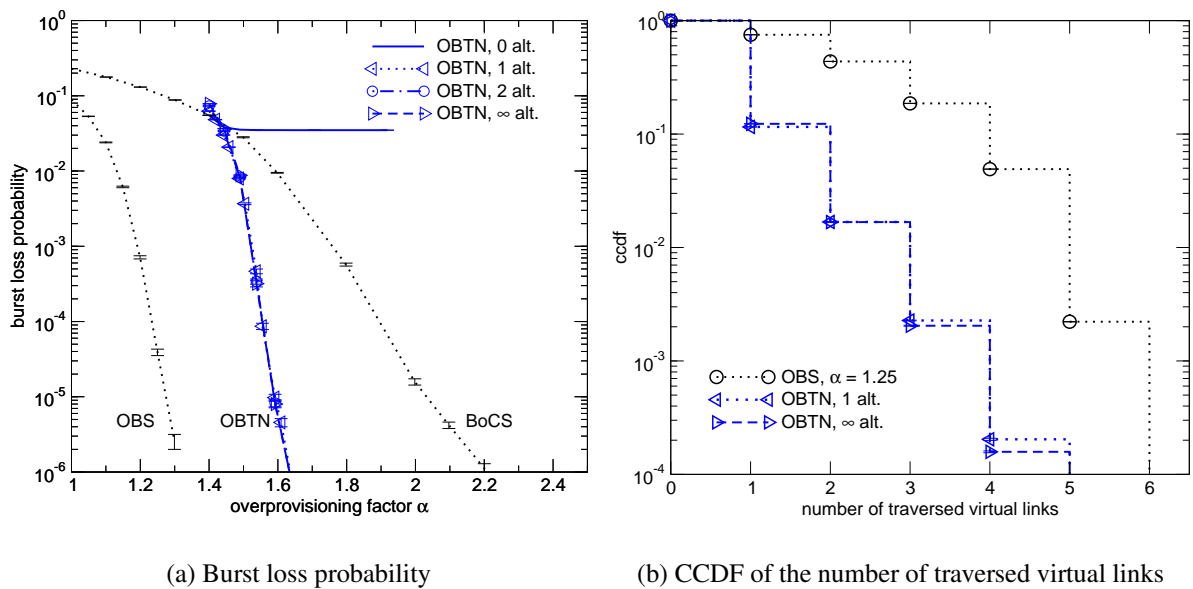 10^0
10^-1
10^-2
10^-3
10^-4
10^-5
10^-6
burst loss probability
OBTN, 0 alt.
OBTN, 1 alt.
OBTN, 2 alt.
OBTN, ∞ alt.
OBS
OBTN
BoCS
1 1.2 1.4 1.6 1.8 2 2.2 2.4
overprovisioning factor α
(a) Burst loss probability
10^0
10^-1
10^-2
10^-3
10^-4
ccdf
OBS, α = 1.25
OBTN, 1 alt.
OBTN, ∞ alt.
0 1 2 3 4 5 6
number of traversed virtual links
(b) CCDF of the number of traversed virtual links